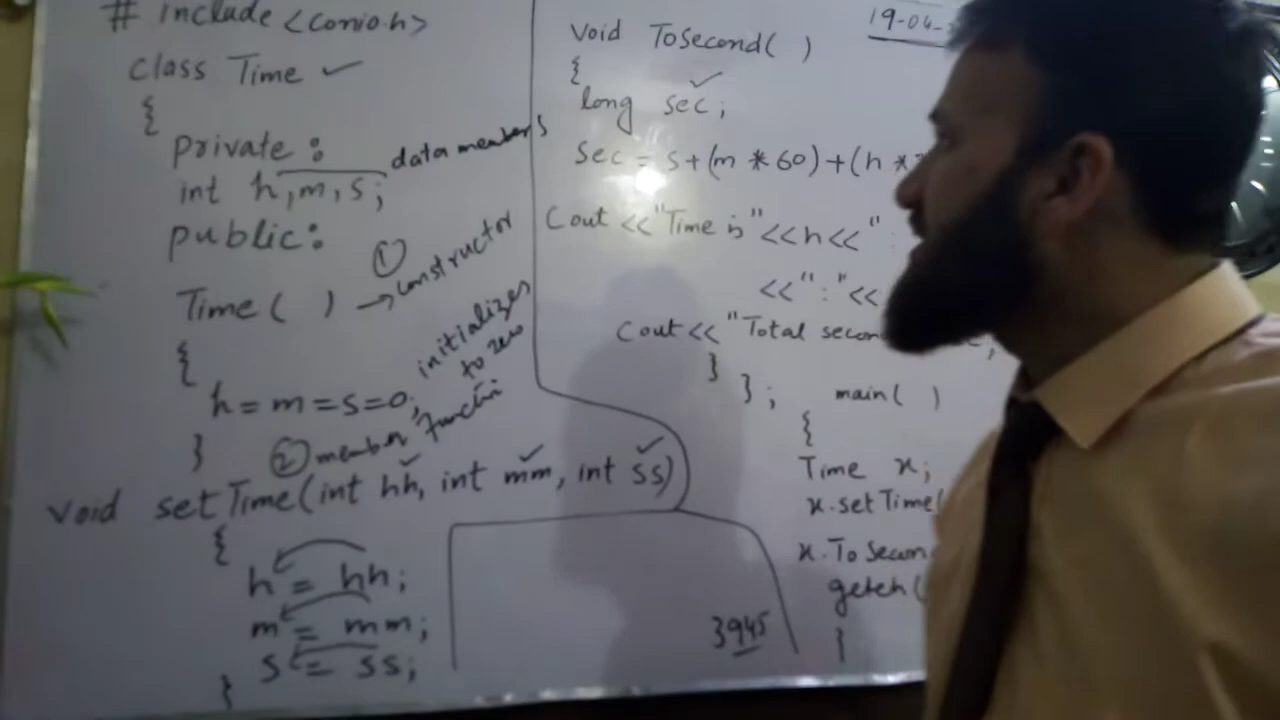 # include <conio.h>
class Time ✓
{
private :
data members
int h,m,s;
public:
①
Time ( ) → constructor
{
h = m = s = 0; initializes
to zero
}
② member
void setTime(int hh, int mm, int ss)
{
h = hh;
m = mm;
s = ss;
}
19-04-
void ToSecond( )
{
long sec;
sec = s+(m * 60)+(h *
Cout <<"Time is"<<h<<" :
<<":"<<
Cout<< "Total secon
}
};
main( )
{
Time x;
x.setTime(
x.ToSecon
getch(
}
3945